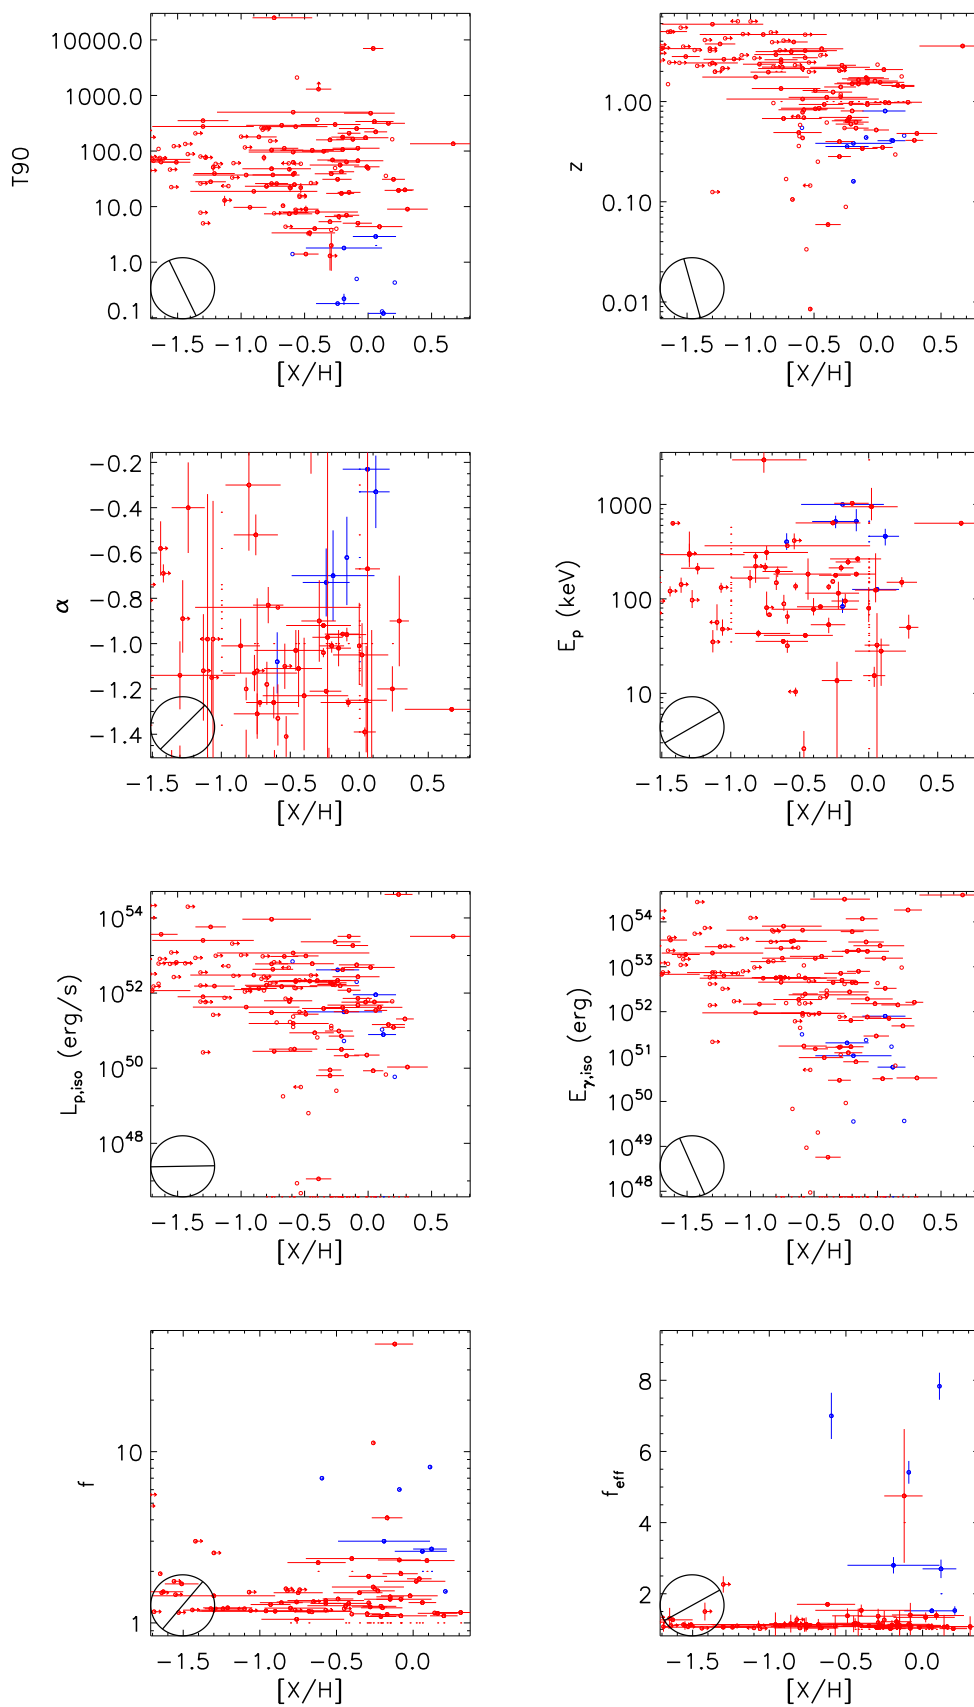 10000.0
1000.0
100.0
10.0
1.0
0.1
T90
−1.5 −1.0 −0.5 0.0 0.5
[X/H]
1.00
0.10
0.01
z
−1.5 −1.0 −0.5 0.0 0.5
[X/H]
−0.2
−0.4
−0.6
−0.8
−1.0
−1.2
−1.4
α
−1.5 −1.0 −0.5 0.0 0.5
[X/H]
1000
100
10
E_p (keV)
−1.5 −1.0 −0.5 0.0 0.5
[X/H]
10^54
10^52
10^50
10^48
L_p,iso (erg/s)
−1.5 −1.0 −0.5 0.0 0.5
[X/H]
10^54
10^53
10^52
10^51
10^50
10^49
10^48
E_γ,iso (erg)
−1.5 −1.0 −0.5 0.0 0.5
[X/H]
10
1
f
−1.5 −1.0 −0.5 0.0
[X/H]
8
6
4
2
f_eff
−1.5 −1.0 −0.5 0.0
[X/H]